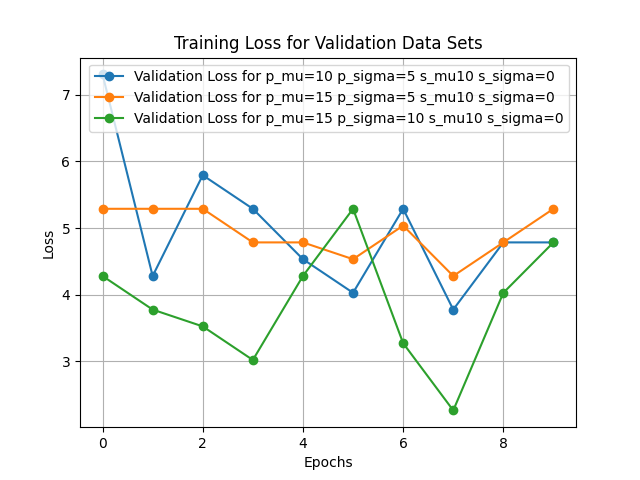 Training Loss for Validation Data Sets
Validation Loss for p_mu=10 p_sigma=5 s_mu10 s_sigma=0
Validation Loss for p_mu=15 p_sigma=5 s_mu10 s_sigma=0
Validation Loss for p_mu=15 p_sigma=10 s_mu10 s_sigma=0
7
6
5
4
3
Loss
0 2 4 6 8
Epochs